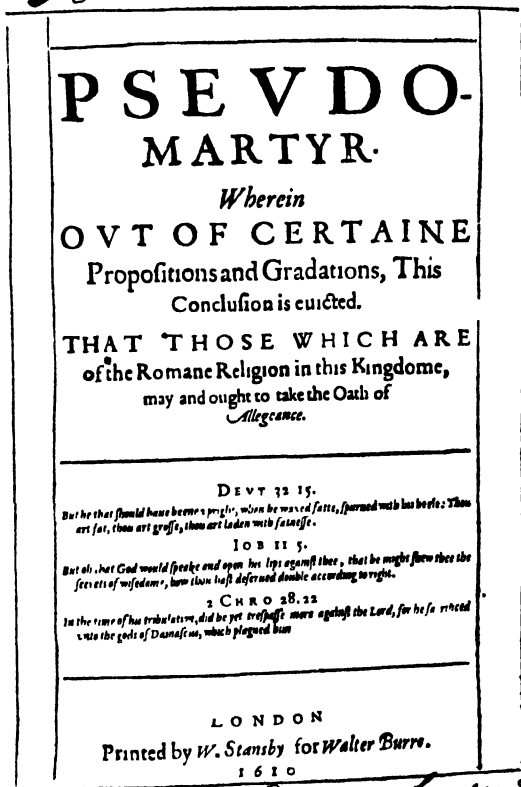 PSEVDO-
MARTYR.
Wherein
OVT OF CERTAINE
Propoſitions and Gradations, This
Concluſion is euicted.
THAT THOSE WHICH ARE
of the Romane Religion in this Kingdome,
may and ought to take the Oath of
Allegeance.
DEVT 32 15.
But he that ſhould haue beene vpright, when he waxed fatte, ſpurned with his heele: Thou
art fat, thou art groſſe, thou art laden with fatneſſe.
IOB 11 5.
But oh that God would ſpeake and open his lips againſt thee, that he might ſhew thee the
ſecrets of wiſedome, how thou haſt deſerued double according to right.
2 CHRO 28.22
In the time of his tribulation, did he yet treſpaſſe more againſt the Lord, for he ſacrificed
vnto the gods of Damaſcus, which plagued him
LONDON
Printed by W. Stansby for Walter Burre.
1610